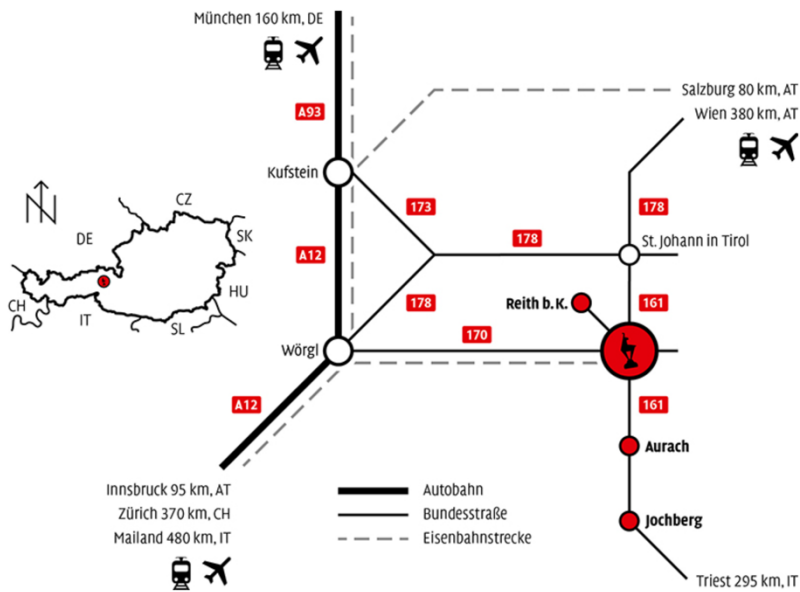 München 160 km, DE
Salzburg 80 km, AT
Wien 380 km, AT
A93
Kufstein
173
178
178
St. Johann in Tirol
A12
N
CZ
DE
SK
HU
CH
IT
SL
Reith b. K.
161
178
170
Wörgl
A12
161
Aurach
Jochberg
Innsbruck 95 km, AT
Zürich 370 km, CH
Mailand 480 km, IT
Autobahn
Bundesstraße
Eisenbahnstrecke
Triest 295 km, IT